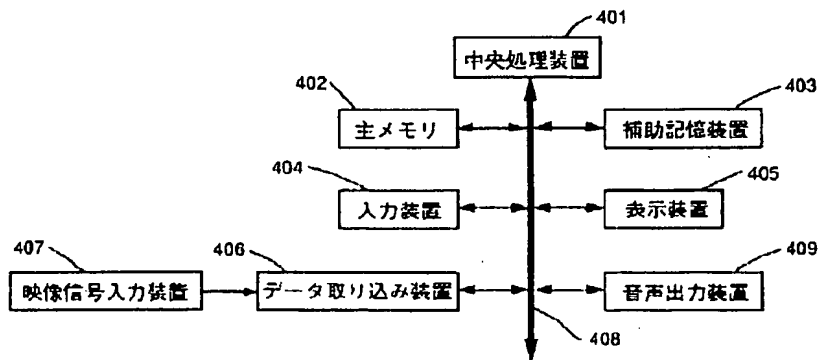 401
中央処理装置
402
403
主メモリ
補助記憶装置
404
405
入力装置
表示装置
407
406
409
映像信号入力装置
データ取り込み装置
音声出力装置
408